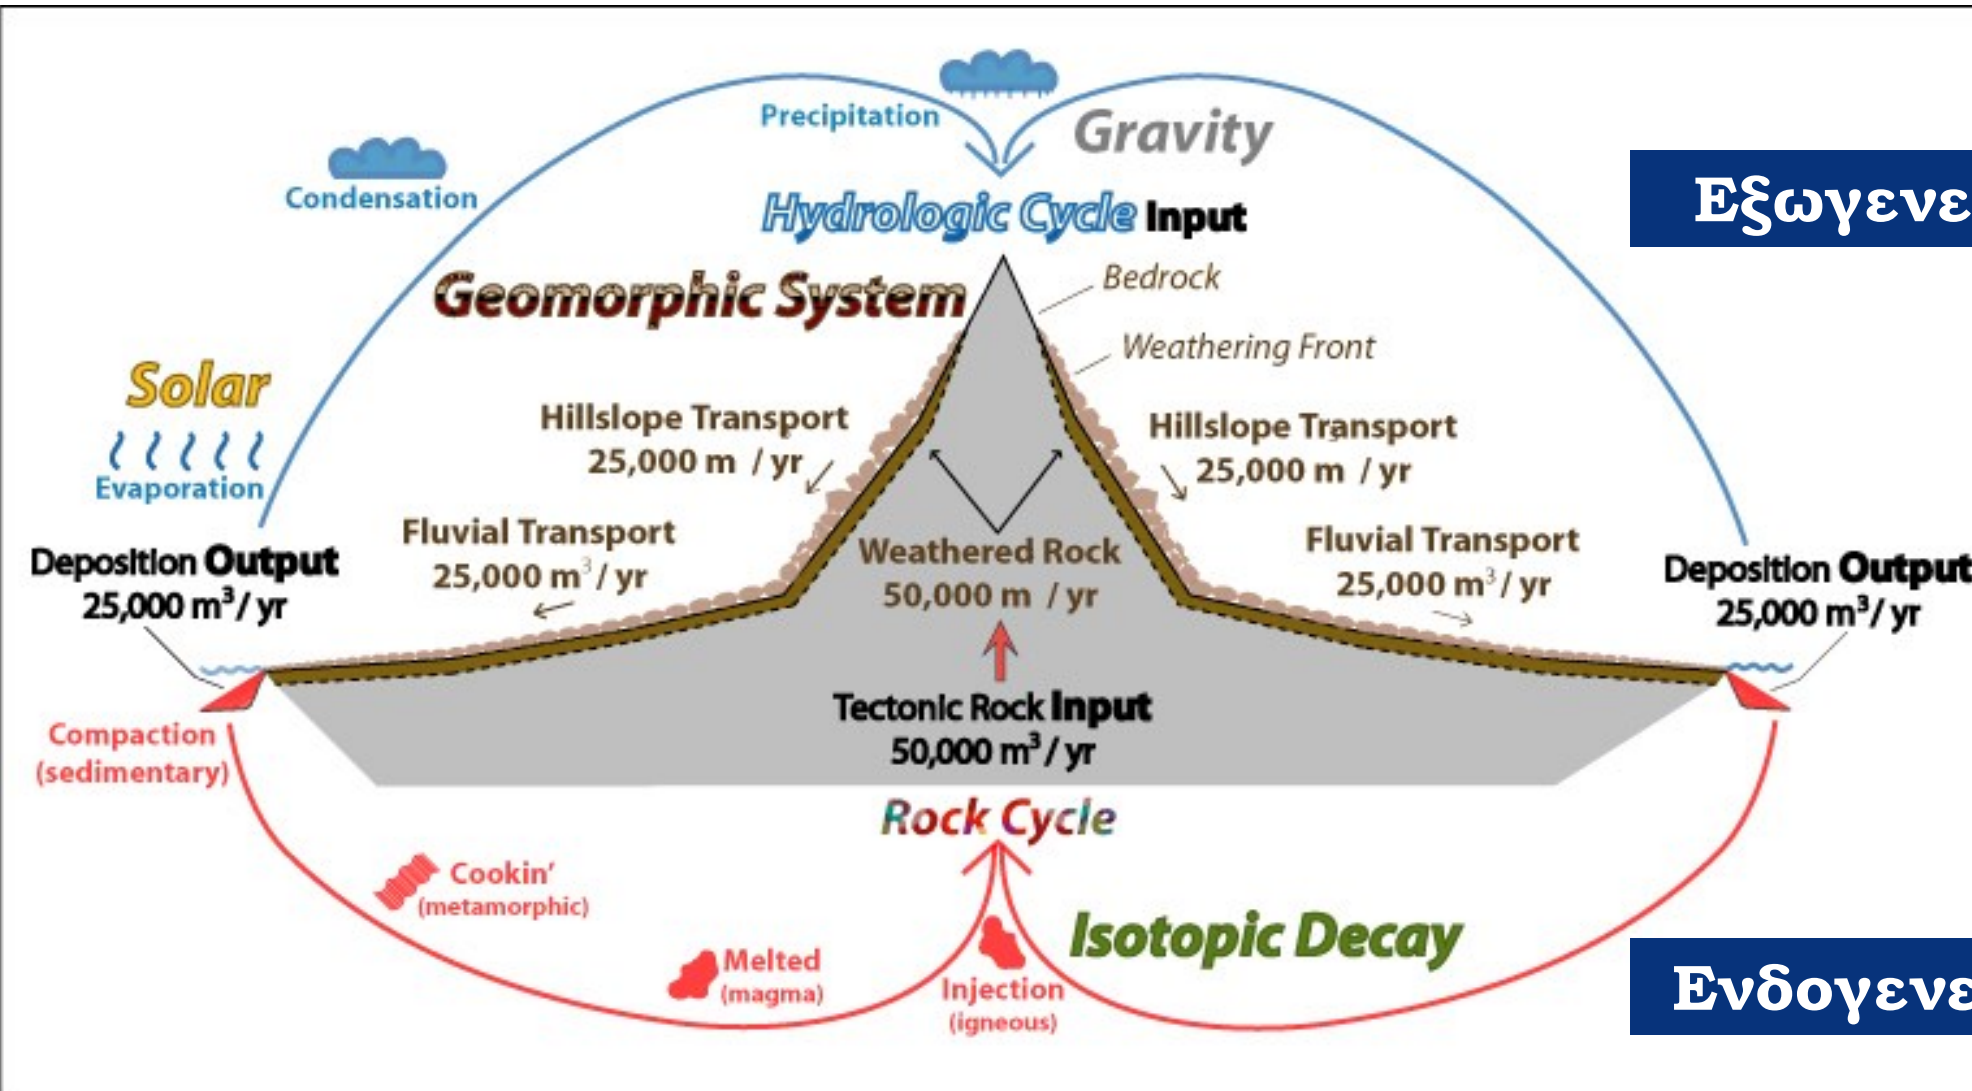 Precipitation
Gravity
Condensation
Hydrologic Cycle Input
Geomorphic System
Bedrock
Weathering Front
Solar
Evaporation
Hillslope Transport
25,000 m / yr
Hillslope Transport
25,000 m / yr
Fluvial Transport
25,000 m³ / yr
Weathered Rock
50,000 m / yr
Fluvial Transport
25,000 m³ / yr
Deposition Output
25,000 m³ / yr
Deposition Output
25,000 m³ / yr
Tectonic Rock Input
50,000 m³ / yr
Compaction
(sedimentary)
Rock Cycle
Cookin'
(metamorphic)
Isotopic Decay
Melted
(magma)
Injection
(igneous)
Εξωγενε
Ενδογενε